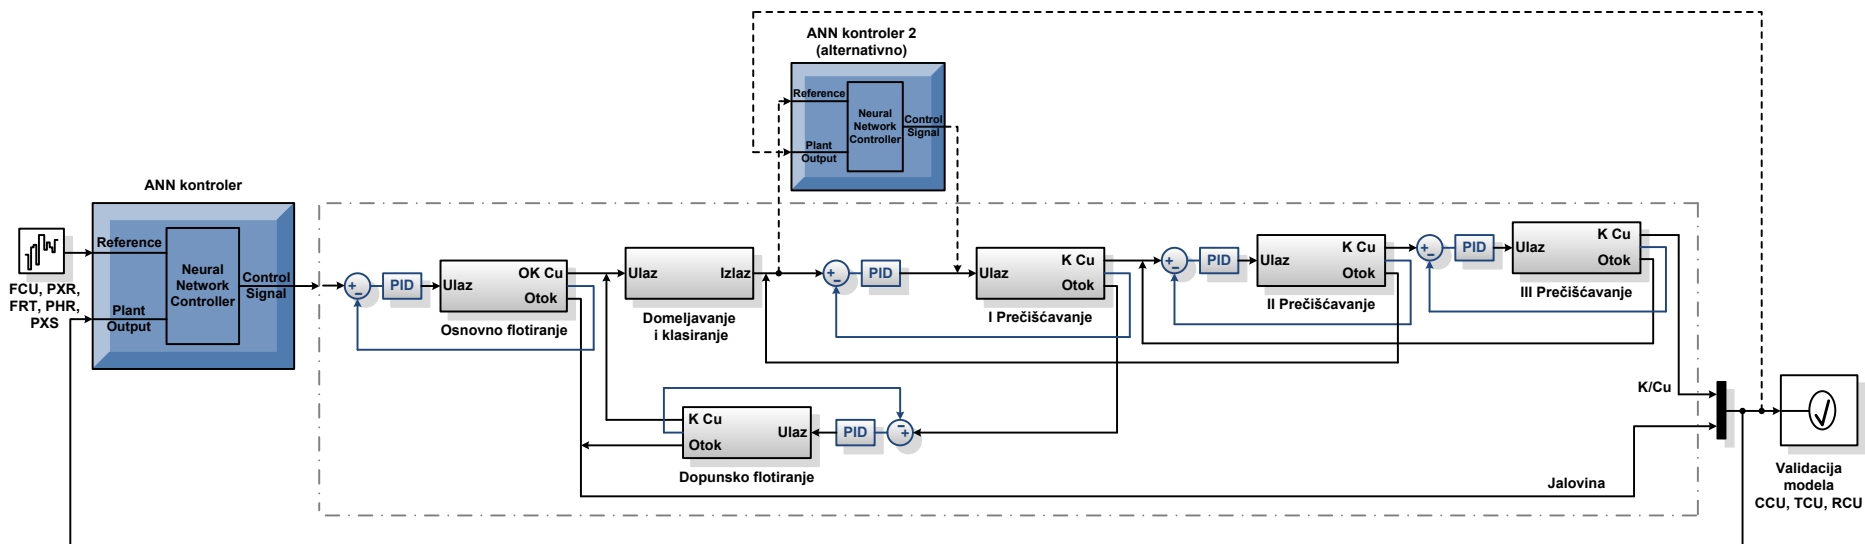 ANN kontroler 2
(alternativno)
Reference
Neural
Network
Controller
Control
Signal
Plant
Output
ANN kontroler
Reference
Neural
Network
Controller
Control
Signal
Plant
Output
FCU, PXR,
FRT, PHR,
PXS
+
−
PID
Ulaz
OK Cu
Otok
Osnovno flotiranje
Ulaz
Izlaz
Domeljavanje
i klasiranje
+
−
PID
Ulaz
K Cu
Otok
I Prečišćavanje
+
−
PID
Ulaz
K Cu
Otok
II Prečišćavanje
+
−
PID
Ulaz
K Cu
Otok
III Prečišćavanje
K Cu
Otok
Ulaz
PID
−
+
Dopunsko flotiranje
K/Cu
Jalovina
Validacija
modela
CCU, TCU, RCU